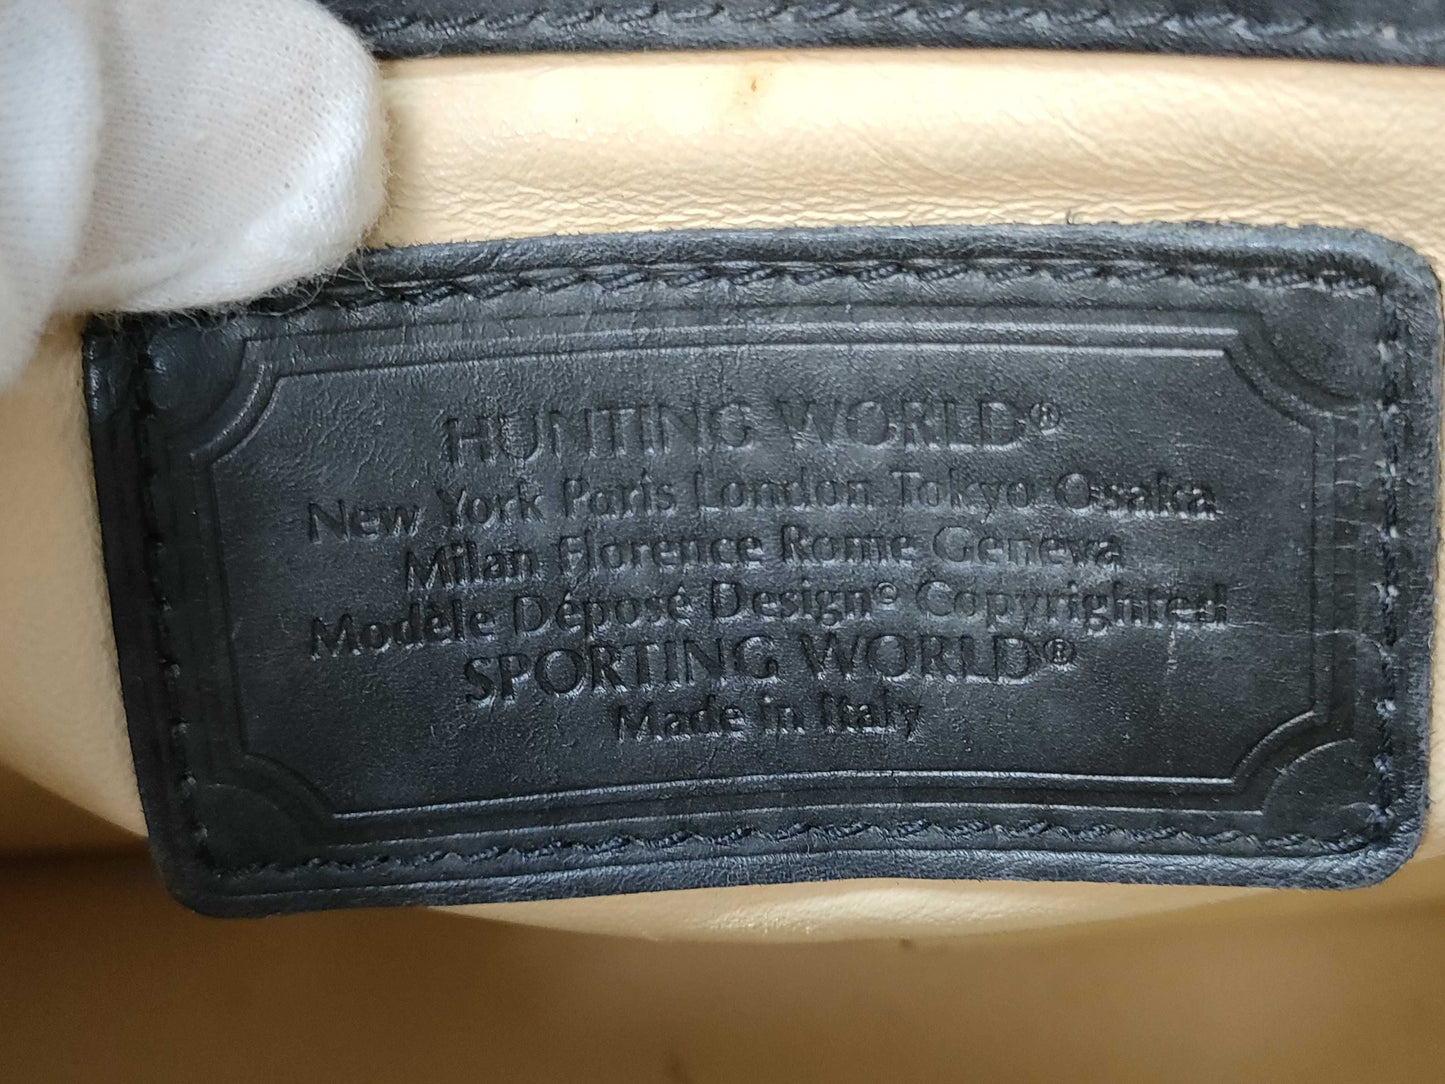 HUNTING WORLD®
New York Paris London Tokyo Osaka
Milan Florence Rome Geneva
Modèle Déposé Design® Copyrighted
SPORTING WORLD®
Made in Italy